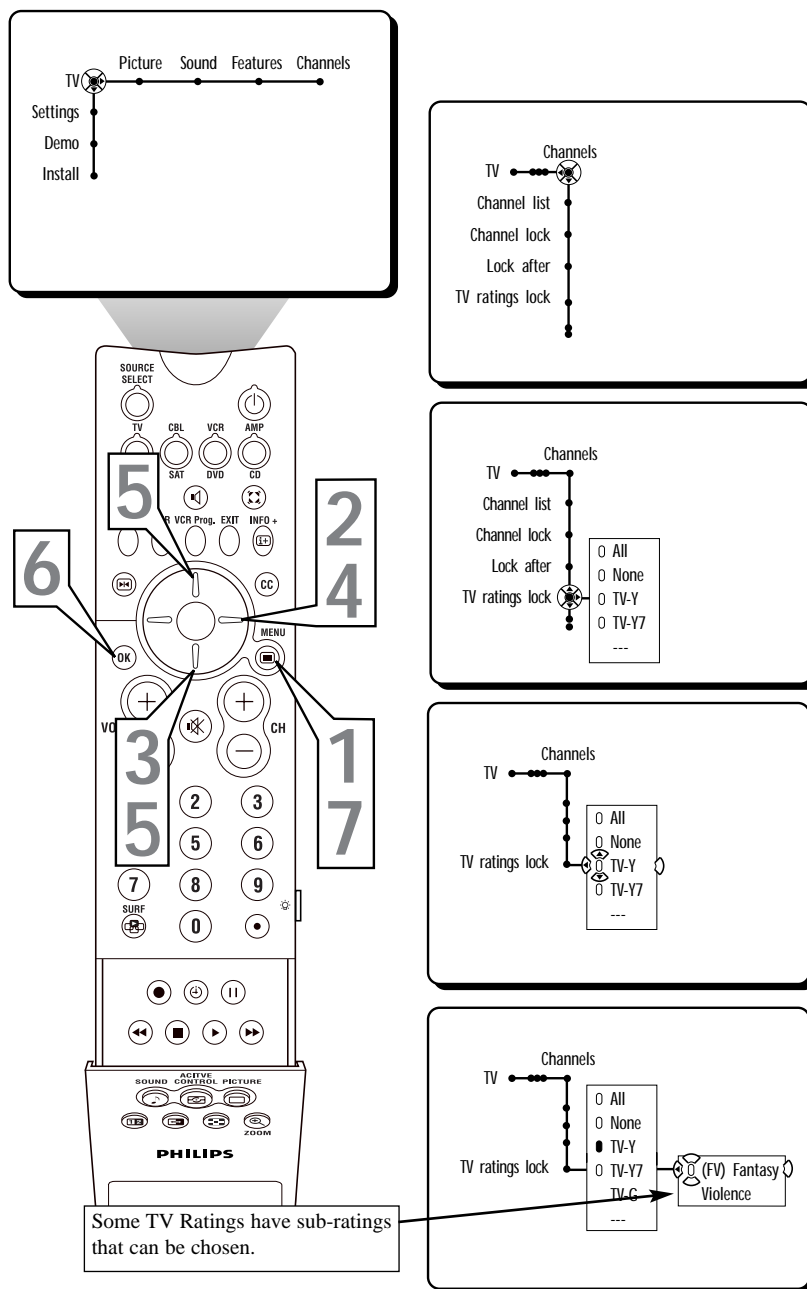 Picture Sound Features Channels
TV
Settings
Demo
Install
SOURCE
SELECT
TV CBL VCR AMP
SAT DVD CD
5
R VCR Prog. EXIT INFO +
i+
2
4
6
CC
MENU
OK
VO
CH
3
5
1
7
2 3
5 6
7 8 9
SURF
0
ACITVE
SOUND CONTROL PICTURE
ZOOM
PHILIPS
Some TV Ratings have sub-ratings
that can be chosen.
Channels
TV
Channel list
Channel lock
Lock after
TV ratings lock
Channels
TV
Channel list
Channel lock
Lock after
TV ratings lock
All
None
TV-Y
TV-Y7
---
Channels
TV
TV ratings lock
All
None
TV-Y
TV-Y7
---
Channels
TV
TV ratings lock
All
None
TV-Y
TV-Y7
TV-G
---
(FV) Fantasy
Violence